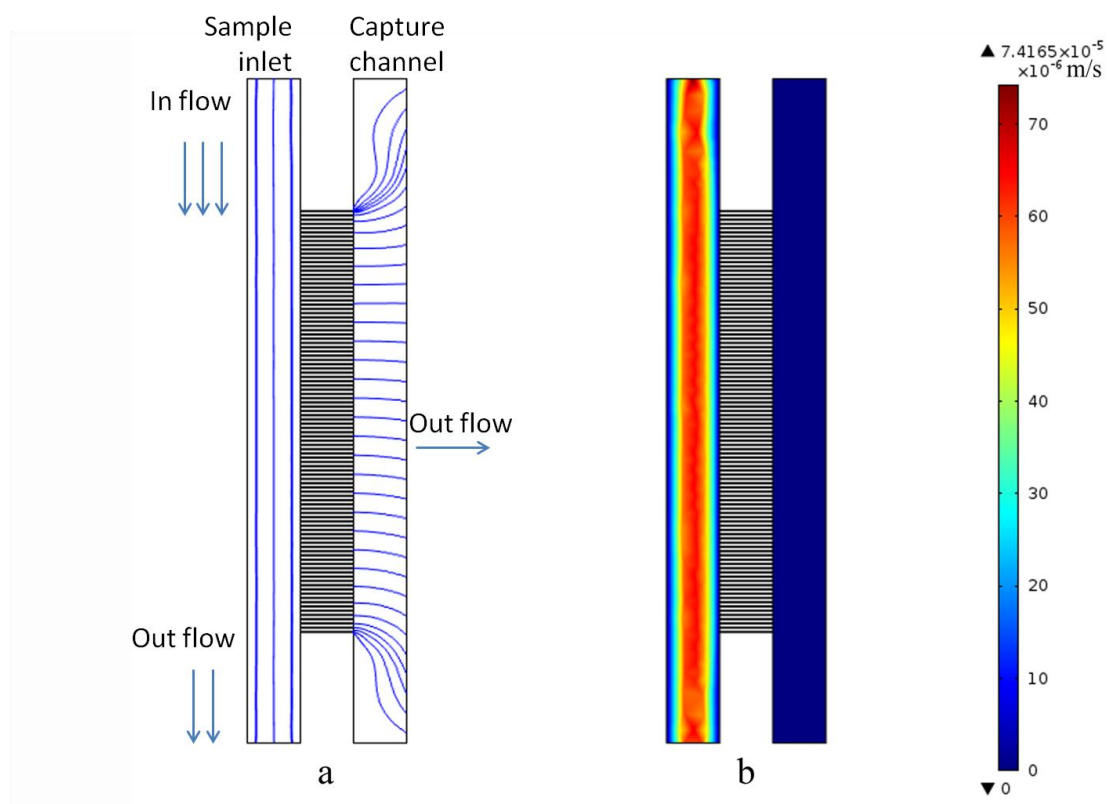 Sample
inlet
Capture
channel
In flow
Out flow
Out flow
a
b
▲ 7.4165×10⁻⁵
×10⁻⁶ m/s
70
60
50
40
30
20
10
0
▼ 0